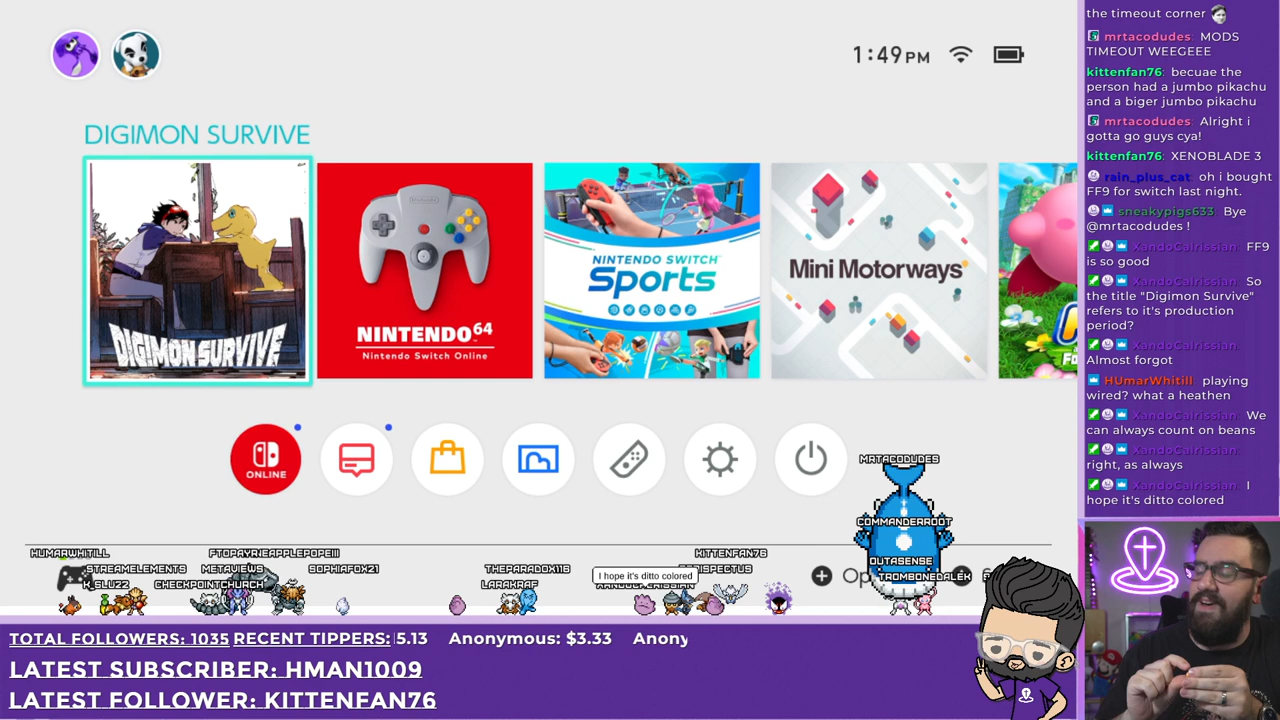 1:49 PM
DIGIMON SURVIVE
DIGIMON SURVIVE
NINTENDO 64
Nintendo Switch Online
NINTENDO SWITCH
Sports
Mini Motorways
ONLINE
MRTACODUDES
COMMANDERROOT
OUTASENSE
TROMBONEDALEK
HUMARWHITILL
STREAMELEMENTS
K_SLU22
METAVIEWS
CHECKPOINTCHURCH
SOPHIAFOX21
THEPARADOX118
LARAKRAF
KITTENFAN76
I hope it's ditto colored
TOTAL FOLLOWERS: 1035 RECENT TIPPERS: 5.13 Anonymous: $3.33 Anony
LATEST SUBSCRIBER: HMAN1009
LATEST FOLLOWER: KITTENFAN76
the timeout corner
mrtacodudes: MODS
TIMEOUT WEEGEEE
kittenfan76: becuae the
person had a jumbo pikachu
and a biger jumbo pikachu
mrtacodudes: Alright i
gotta go guys cya!
kittenfan76: XENOBLADE 3
rain_plus_cat: oh i bought
FF9 for switch last night.
sneakypigs633: Bye
@mrtacodudes !
XandoCalrissian: FF9
is so good
XandoCalrissian: So
the title "Digimon Survive"
refers to it's production
period?
XandoCalrissian:
Almost forgot
HUmarWhitill: playing
wired? what a heathen
XandoCalrissian: We
can always count on beans
XandoCalrissian:
right, as always
XandoCalrissian: I
hope it's ditto colored